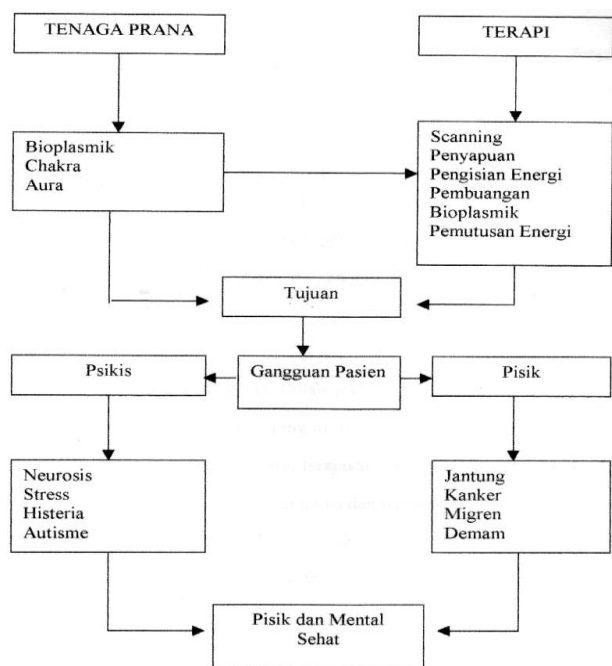 TENAGA PRANA
TERAPI
Bioplasmik
Chakra
Aura
Scanning
Penyapuan
Pengisian Energi
Pembuangan
Bioplasmik
Pemutusan Energi
Tujuan
Psikis
Gangguan Pasien
Pisik
Neurosis
Stress
Histeria
Autisme
Jantung
Kanker
Migren
Demam
Pisik dan Mental
Sehat